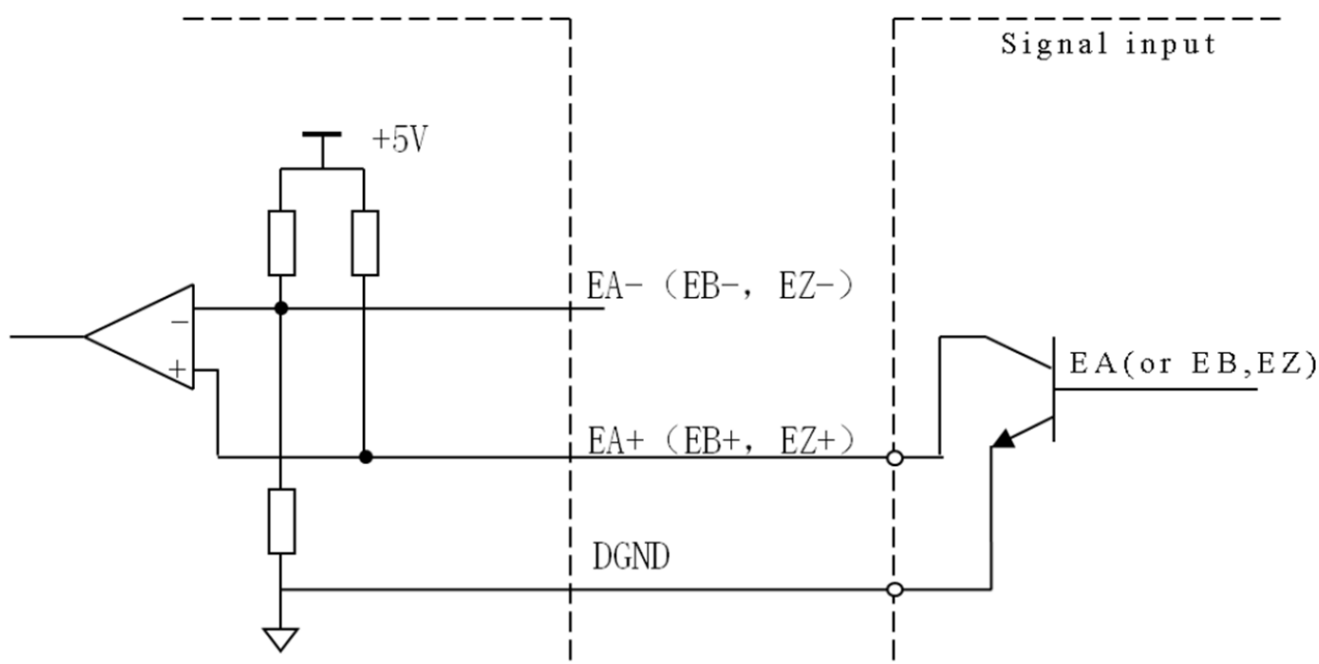 Signal input
+5V
EA-（EB-, EZ-）
-
+
EA(or EB,EZ)
EA+（EB+, EZ+）
DGND